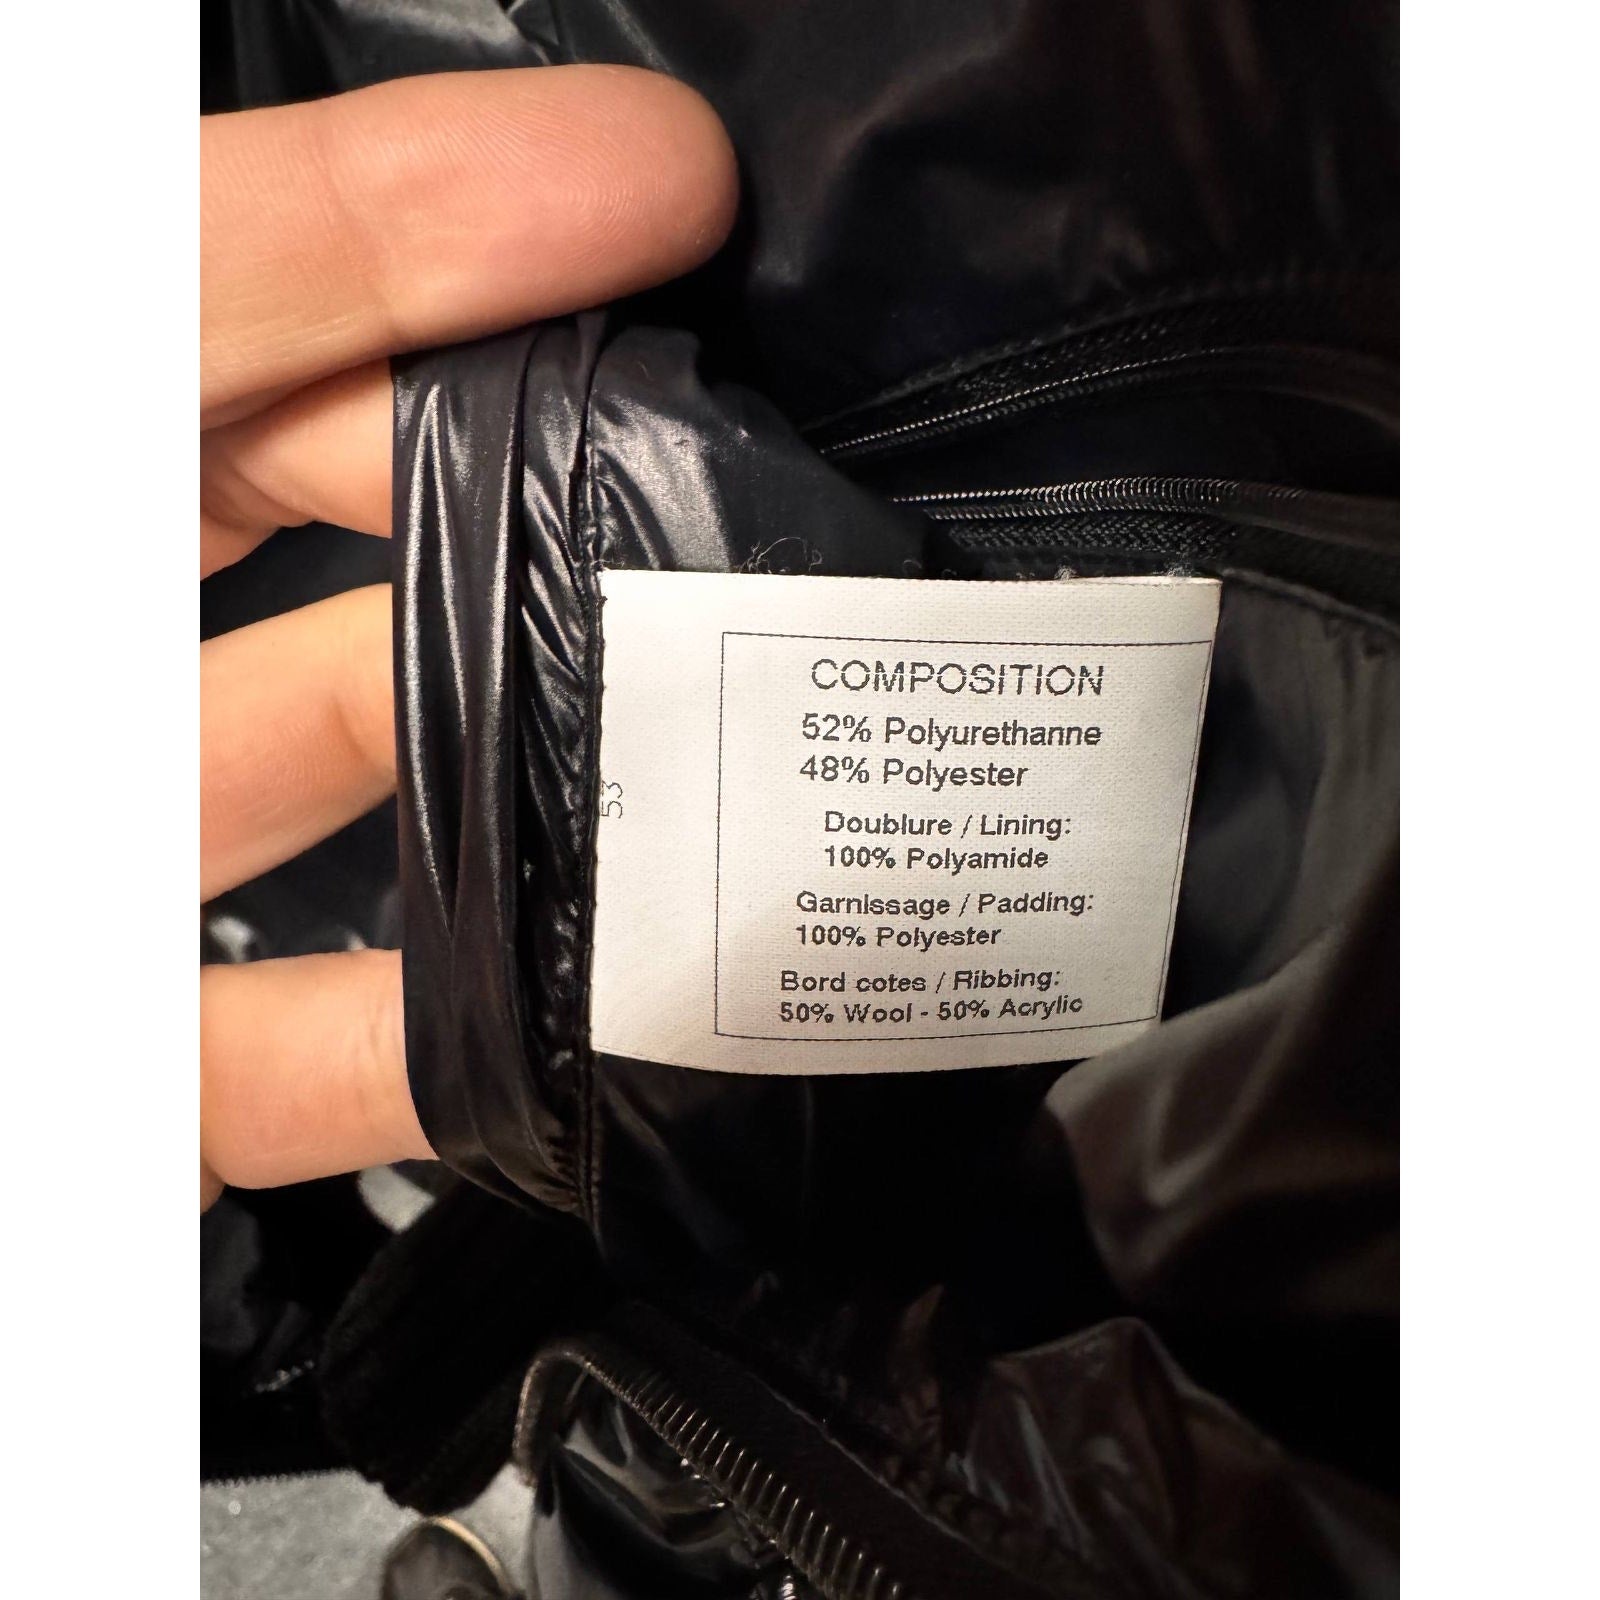 COMPOSITION
52% Polyurethanne
48% Polyester
Doublure / Lining:
100% Polyamide
Garnissage / Padding:
100% Polyester
Bord cotes / Ribbing:
50% Wool - 50% Acrylic
53